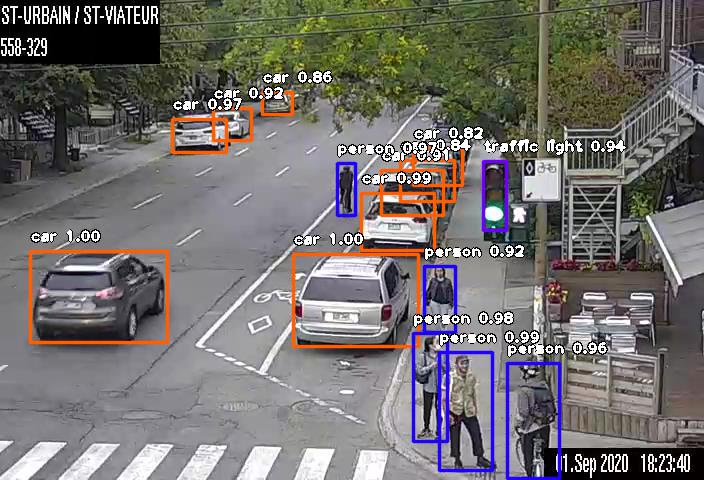 ST-URBAIN / ST-VIATEUR
558-329
car 0.86
car 0.92
car 0.97
car 0.82
person 0.97
0.84
traffic light 0.94
car 0.91
car 0.99
car 1.00
car 1.00
person 0.92
person 0.98
person 0.99
person 0.96
01.Sep 2020 18:23:40